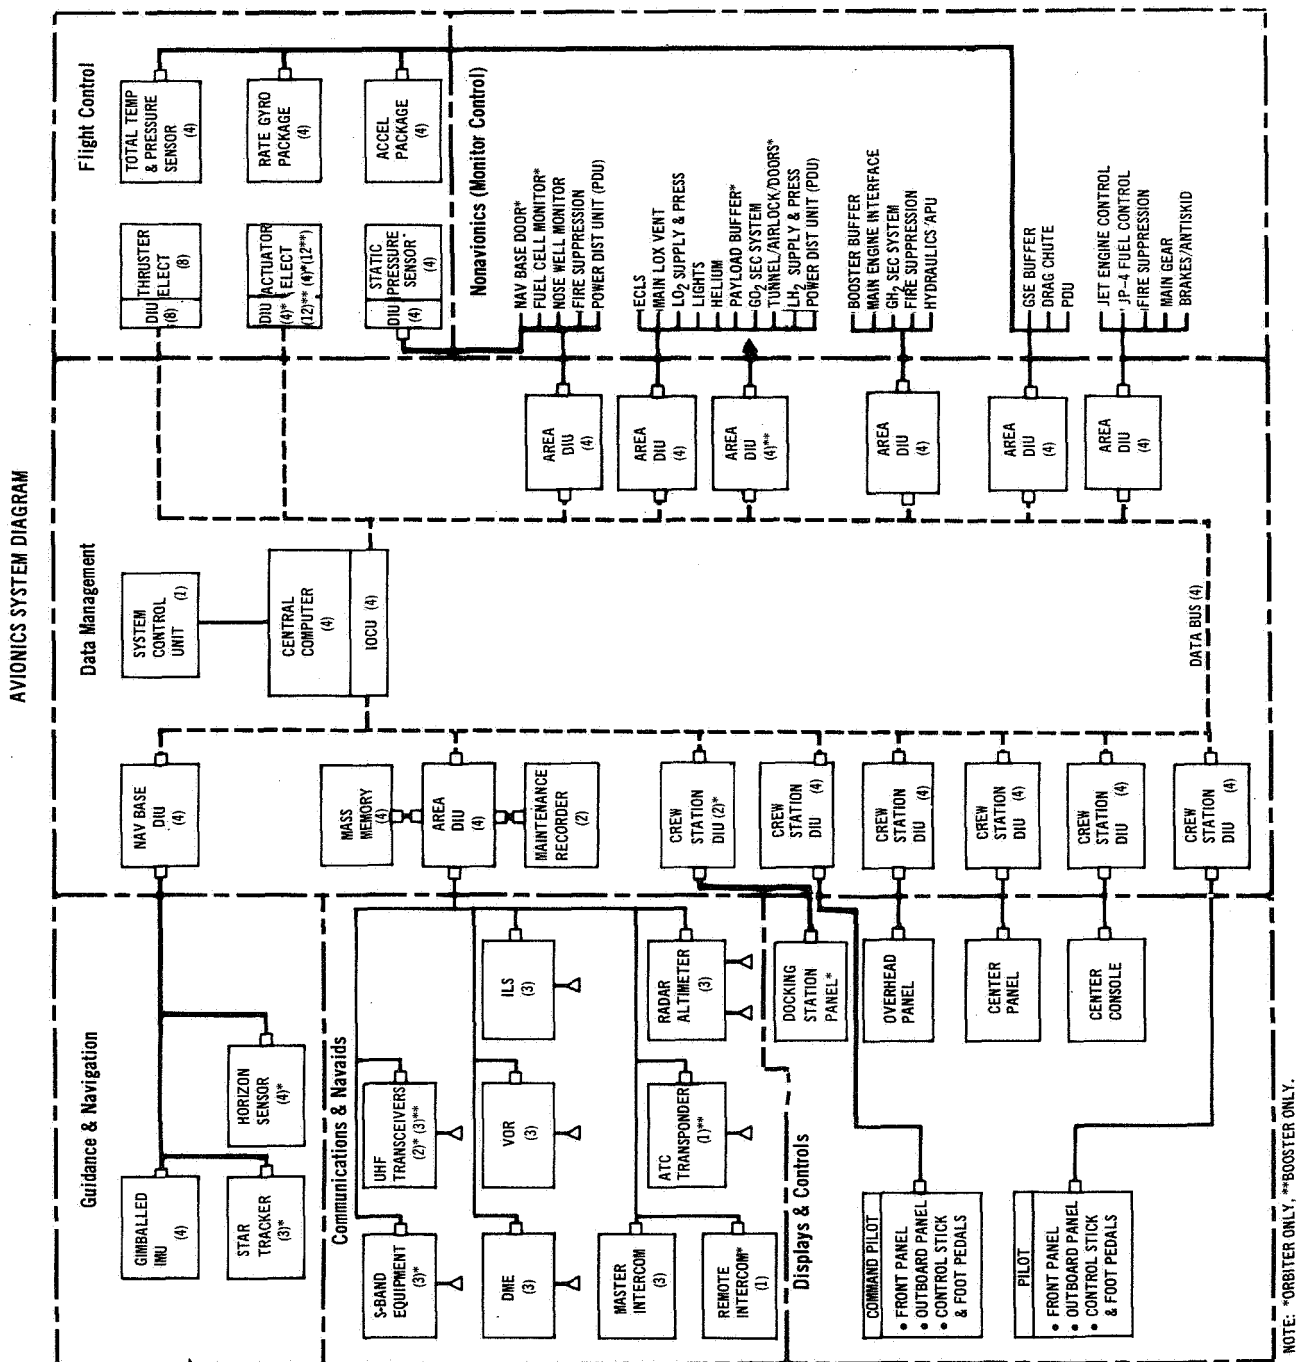 AVIONICS SYSTEM DIAGRAM
Guidance & Navigation
GIMBALLED
IMU
(4)
STAR
TRACKER
(3)*
HORIZON
SENSOR
(4)*
Communications & Navaids
S-BAND
EQUIPMENT
(3)*
UHF
TRANSCEIVERS
(2)* (3)**
DME
(3)
VOR
(3)
ILS
(3)
MASTER
INTERCOM
(3)
REMOTE
INTERCOM*
(1)
ATC
TRANSPONDER
(1)**
RADAR
ALTIMETER
(3)
Displays & Controls
COMMAND PILOT
• FRONT PANEL
• OUTBOARD PANEL
• CONTROL STICK
& FOOT PEDALS
PILOT
• FRONT PANEL
• OUTBOARD PANEL
• CONTROL STICK
& FOOT PEDALS
DOCKING
STATION
PANEL*
OVERHEAD
PANEL
CENTER
PANEL
CENTER
CONSOLE
Data Management
NAV BASE
DIU
(4)
MASS
MEMORY
(4)
AREA
DIU
(4)
MAINTENANCE
RECORDER
(2)
CREW
STATION
DIU (2)*
CREW
STATION
DIU (4)
CREW
STATION
DIU (4)
CREW
STATION
DIU (4)
CREW
STATION
DIU (4)
CREW
STATION
DIU (4)
SYSTEM
CONTROL
UNIT (2)
CENTRAL
COMPUTER
(4)
IOCU (4)
DATA BUS (4)
AREA
DIU
(4)
AREA
DIU
(4)
AREA
DIU
(4)**
AREA
DIU
(4)
AREA
DIU
(4)
AREA
DIU
(4)
Flight Control
DIU
(8)
THRUSTER
ELECT
(8)
TOTAL TEMP
& PRESSURE
SENSOR
(4)
DIU
(4)*
(12)**
ACTUATOR
ELECT
(4)*(12**)
RATE GYRO
PACKAGE
(4)
DIU
(4)
STATIC
PRESSURE
SENSOR*
(4)
ACCEL
PACKAGE
(4)
Nonavionics (Monitor Control)
NAV BASE DOOR*
FUEL CELL MONITOR*
NOSE WELL MONITOR
FIRE SUPPRESSION
POWER DIST UNIT (PDU)
ECLS
MAIN LOX VENT
LO2 SUPPLY & PRESS
LIGHTS
HELIUM
PAYLOAD BUFFER*
GO2 SEC SYSTEM
TUNNEL/AIRLOCK/DOORS*
LH2 SUPPLY & PRESS
POWER DIST UNIT (PDU)
BOOSTER BUFFER
MAIN ENGINE INTERFACE
GH2 SEC SYSTEM
FIRE SUPPRESSION
HYDRAULICS/APU
GSE BUFFER
DRAG CHUTE
PDU
JET ENGINE CONTROL
JP-4 FUEL CONTROL
FIRE SUPPRESSION
MAIN GEAR
BRAKES/ANTISKID
NOTE: *ORBITER ONLY, **BOOSTER ONLY.